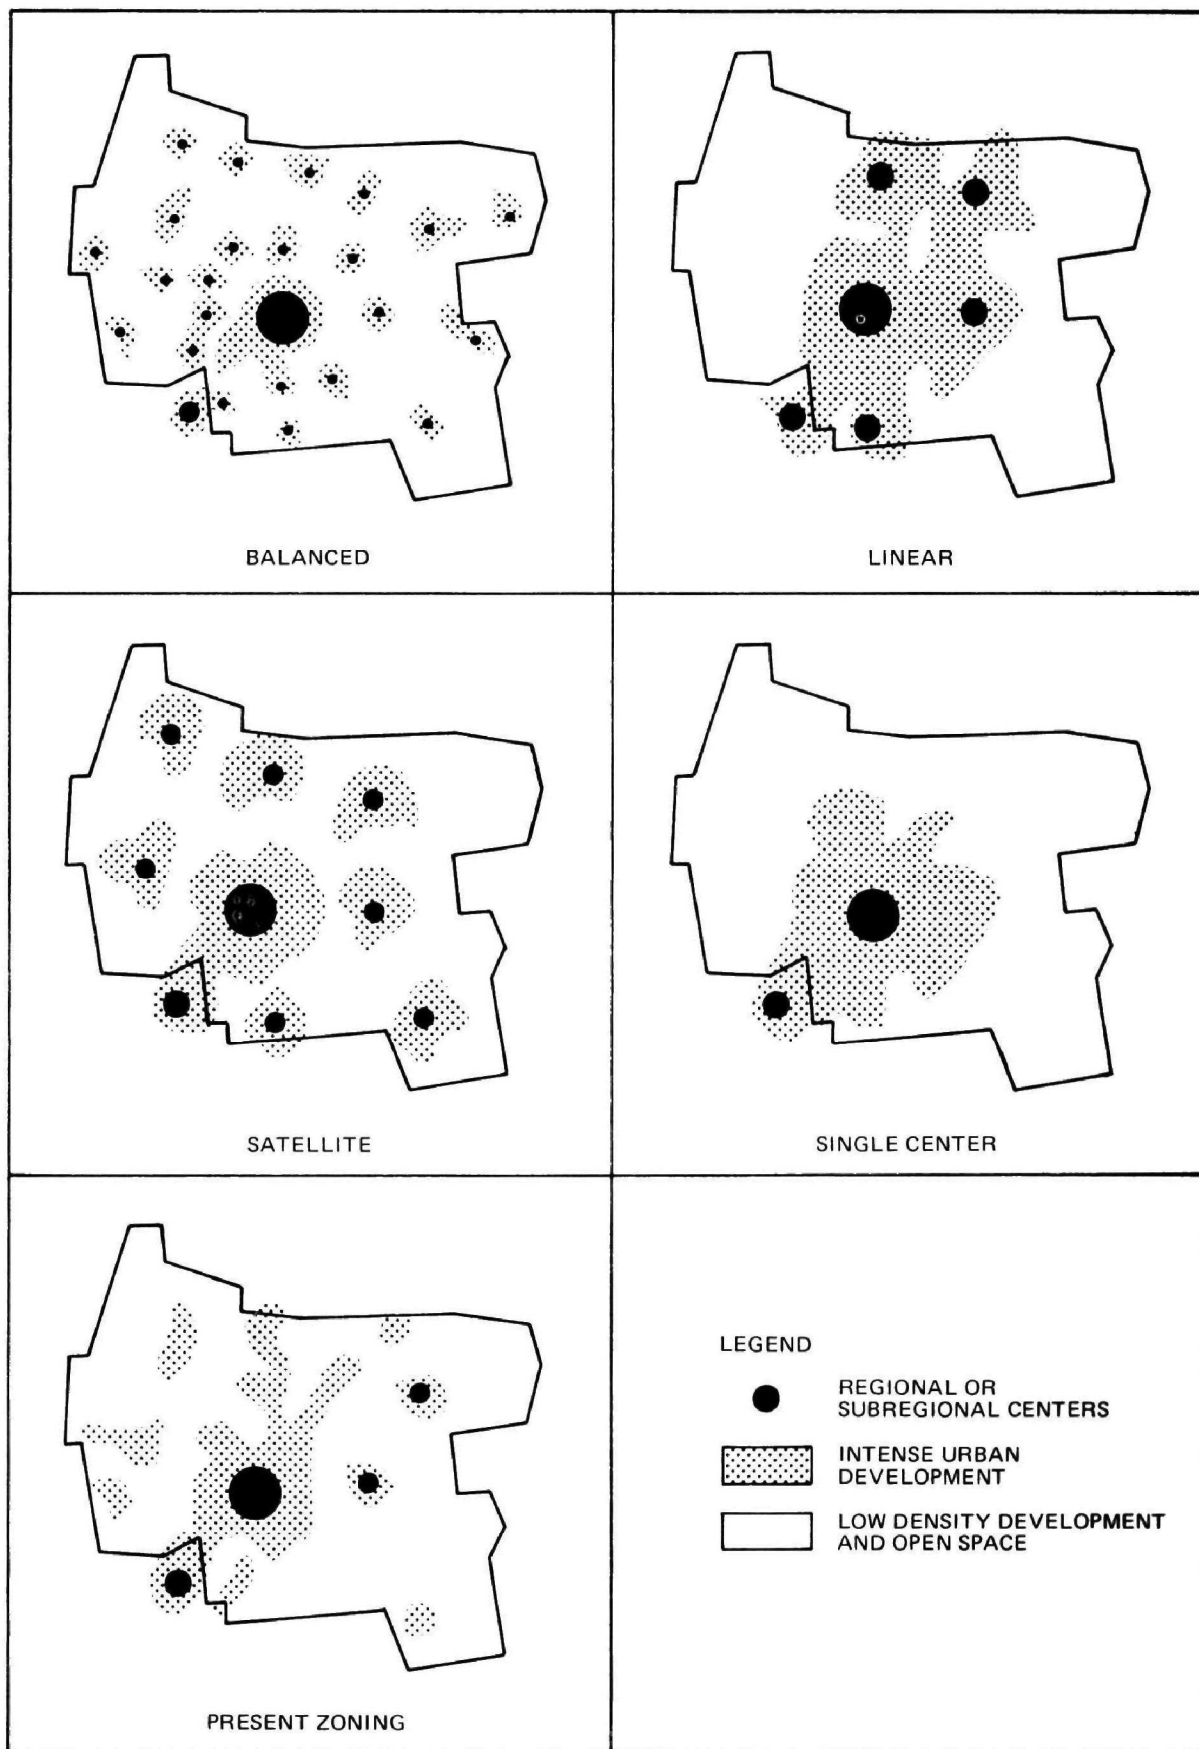 BALANCED
LINEAR
SATELLITE
SINGLE CENTER
PRESENT ZONING
LEGEND
REGIONAL OR
SUBREGIONAL CENTERS
INTENSE URBAN
DEVELOPMENT
LOW DENSITY DEVELOPMENT
AND OPEN SPACE